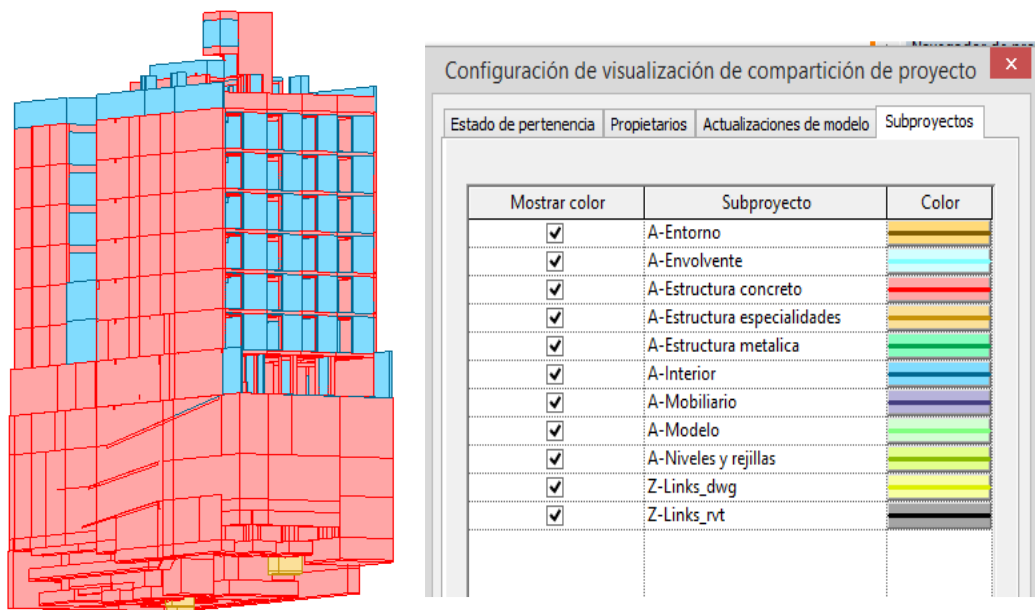 Configuración de visualización de compartición de proyecto x
Estado de pertenencia Propietarios Actualizaciones de modelo Subproyectos
Mostrar color Subproyecto Color
A-Entorno
A-Envolvente
A-Estructura concreto
A-Estructura especialidades
A-Estructura metalica
A-Interior
A-Mobiliario
A-Modelo
A-Niveles y rejillas
Z-Links_dwg
Z-Links_rvt